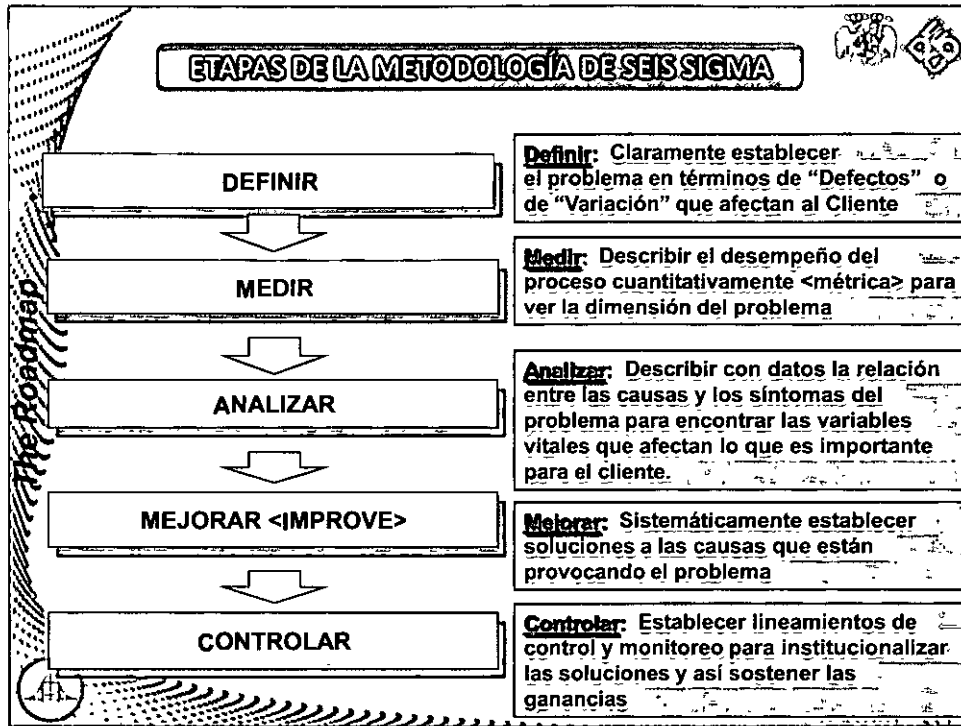 ETAPAS DE LA METODOLOGÍA DE SEIS SIGMA
The Roadmap
DEFINIR
Definir: Claramente establecer
el problema en términos de “Defectos” o
de “Variación” que afectan al Cliente
MEDIR
Medir: Describir el desempeño del
proceso cuantitativamente <métrica> para
ver la dimensión del problema
ANALIZAR
Analizar: Describir con datos la relación
entre las causas y los síntomas del
problema para encontrar las variables
vitales que afectan lo que es importante
para el cliente.
MEJORAR <IMPROVE>
Mejorar: Sistemáticamente establecer
soluciones a las causas que están
provocando el problema
CONTROLAR
Controlar: Establecer lineamientos de
control y monitoreo para institucionalizar
las soluciones y así sostener las
ganancias